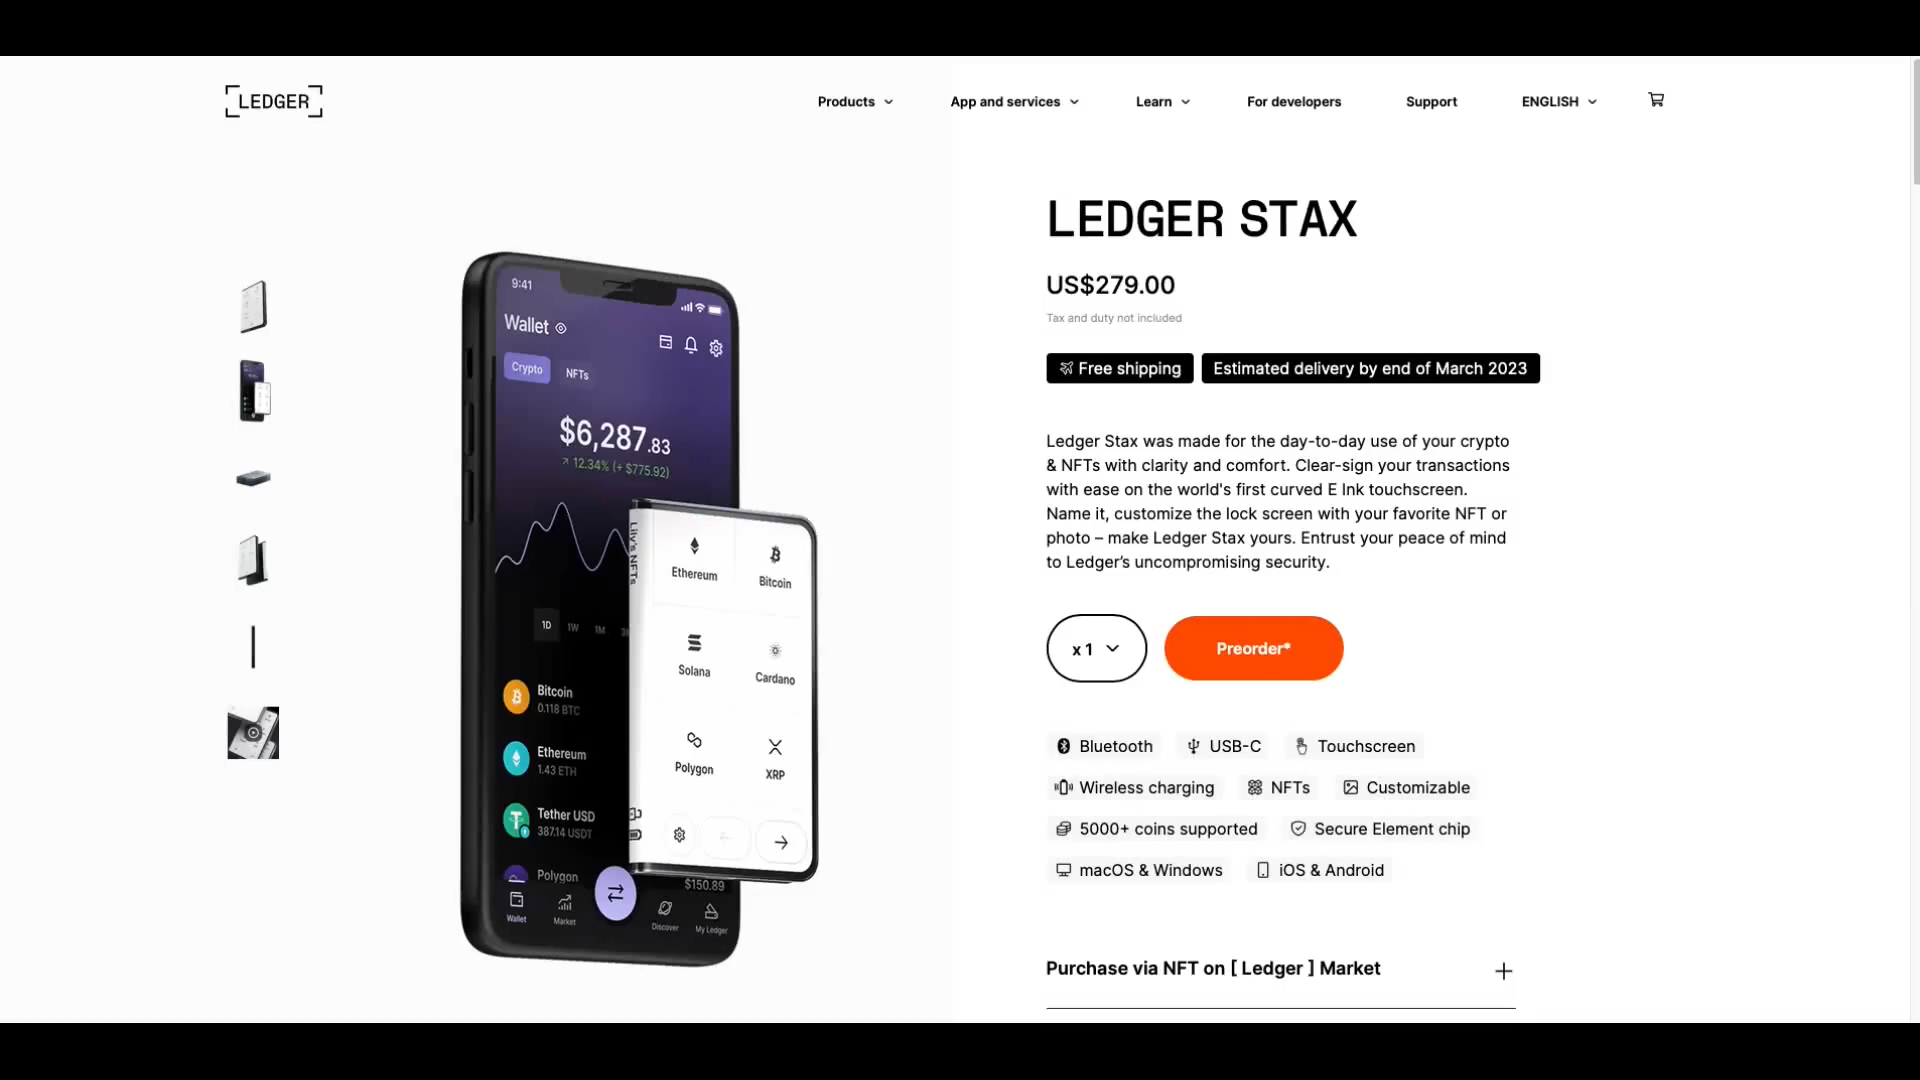 LEDGER
Products
App and services
Learn
For developers
Support
ENGLISH
LEDGER STAX
US$279.00
Tax and duty not included
Free shipping
Estimated delivery by end of March 2023
Ledger Stax was made for the day-to-day use of your crypto
& NFTs with clarity and comfort. Clear-sign your transactions
with ease on the world's first curved E Ink touchscreen.
Name it, customize the lock screen with your favorite NFT or
photo – make Ledger Stax yours. Entrust your peace of mind
to Ledger’s uncompromising security.
x 1
Preorder*
Bluetooth
USB-C
Touchscreen
Wireless charging
NFTs
Customizable
5000+ coins supported
Secure Element chip
macOS & Windows
iOS & Android
Purchase via NFT on [ Ledger ] Market
9:41
Wallet
Crypto
NFTs
$6,287.83
12.34% (+ $775.92)
1D
1W
1M
Bitcoin
0.118 BTC
Ethereum
1.43 ETH
Tether USD
387.14 USDT
Polygon
$150.89
Wallet
Market
Discover
My Ledger
Lily's NFTs
Ethereum
Bitcoin
Solana
Cardano
Polygon
XRP